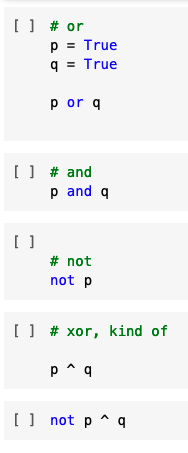 [ ] # or
p = True
q = True
p or q
[ ] # and
p and q
[ ]
# not
not p
[ ] # xor, kind of
p ^ q
[ ] not p ^ q